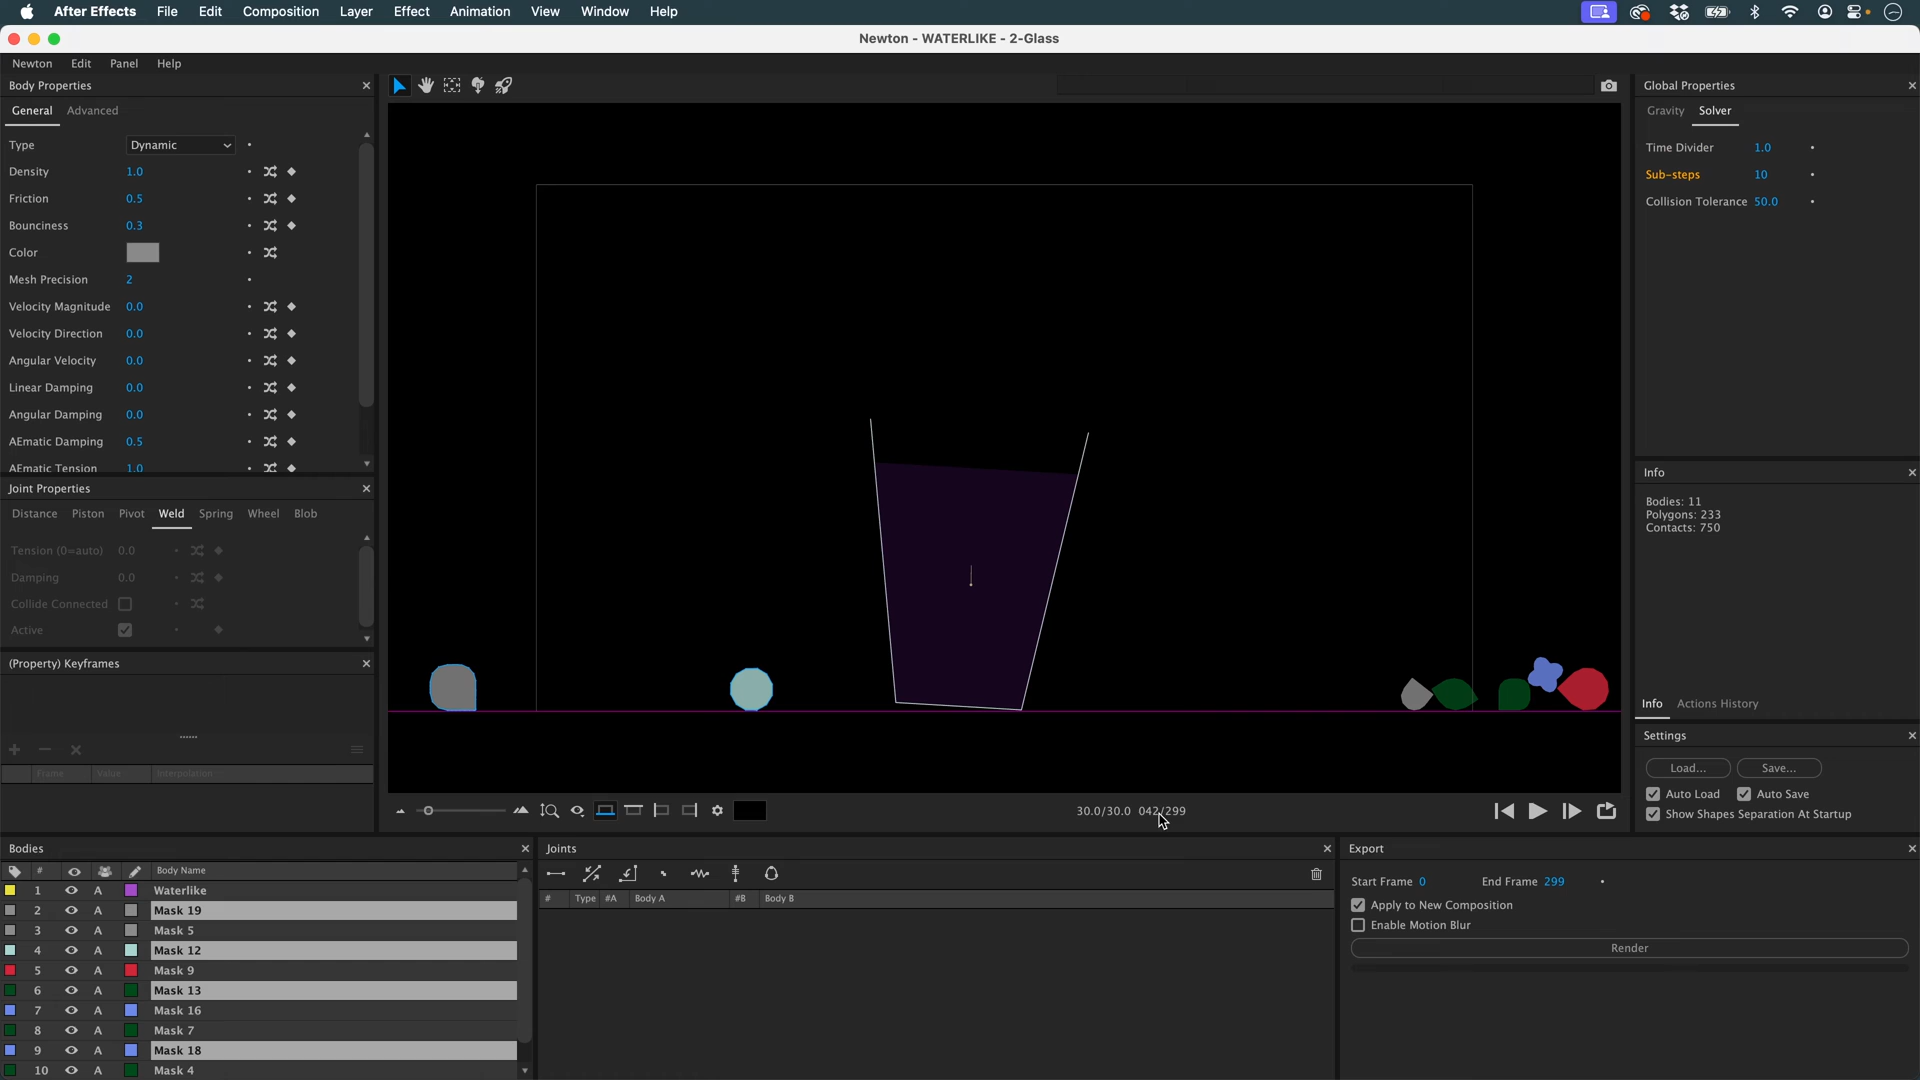 After Effects File Edit Composition Layer Effect Animation View Window Help
Newton - WATERLIKE - 2-Glass
Newton Edit Panel Help
Body Properties
General Advanced
Type Dynamic
Density 1.0
Friction 0.5
Bounciness 0.3
Color
Mesh Precision 2
Velocity Magnitude 0.0
Velocity Direction 0.0
Angular Velocity 0.0
Linear Damping 0.0
Angular Damping 0.0
AEmatic Damping 0.5
AEmatic Tension 1.0
Joint Properties
Distance Piston Pivot Weld Spring Wheel Blob
Tension (0=auto) 0.0
Damping 0.0
Collide Connected
Active
(Property) Keyframes
Frame Value Interpolation
30.0/30.0 042/299
Global Properties
Gravity Solver
Time Divider 1.0
Sub-steps 10
Collision Tolerance 50.0
Info
Bodies: 11
Polygons: 233
Contacts: 750
Info Actions History
Settings
Load... Save...
Auto Load Auto Save
Show Shapes Separation At Startup
Bodies
# Body Name
1 A Waterlike
2 A Mask 19
3 A Mask 5
4 A Mask 12
5 A Mask 9
6 A Mask 13
7 A Mask 16
8 A Mask 7
9 A Mask 18
10 A Mask 4
Joints
# Type #A Body A #B Body B
Export
Start Frame 0 End Frame 299
Apply to New Composition
Enable Motion Blur
Render